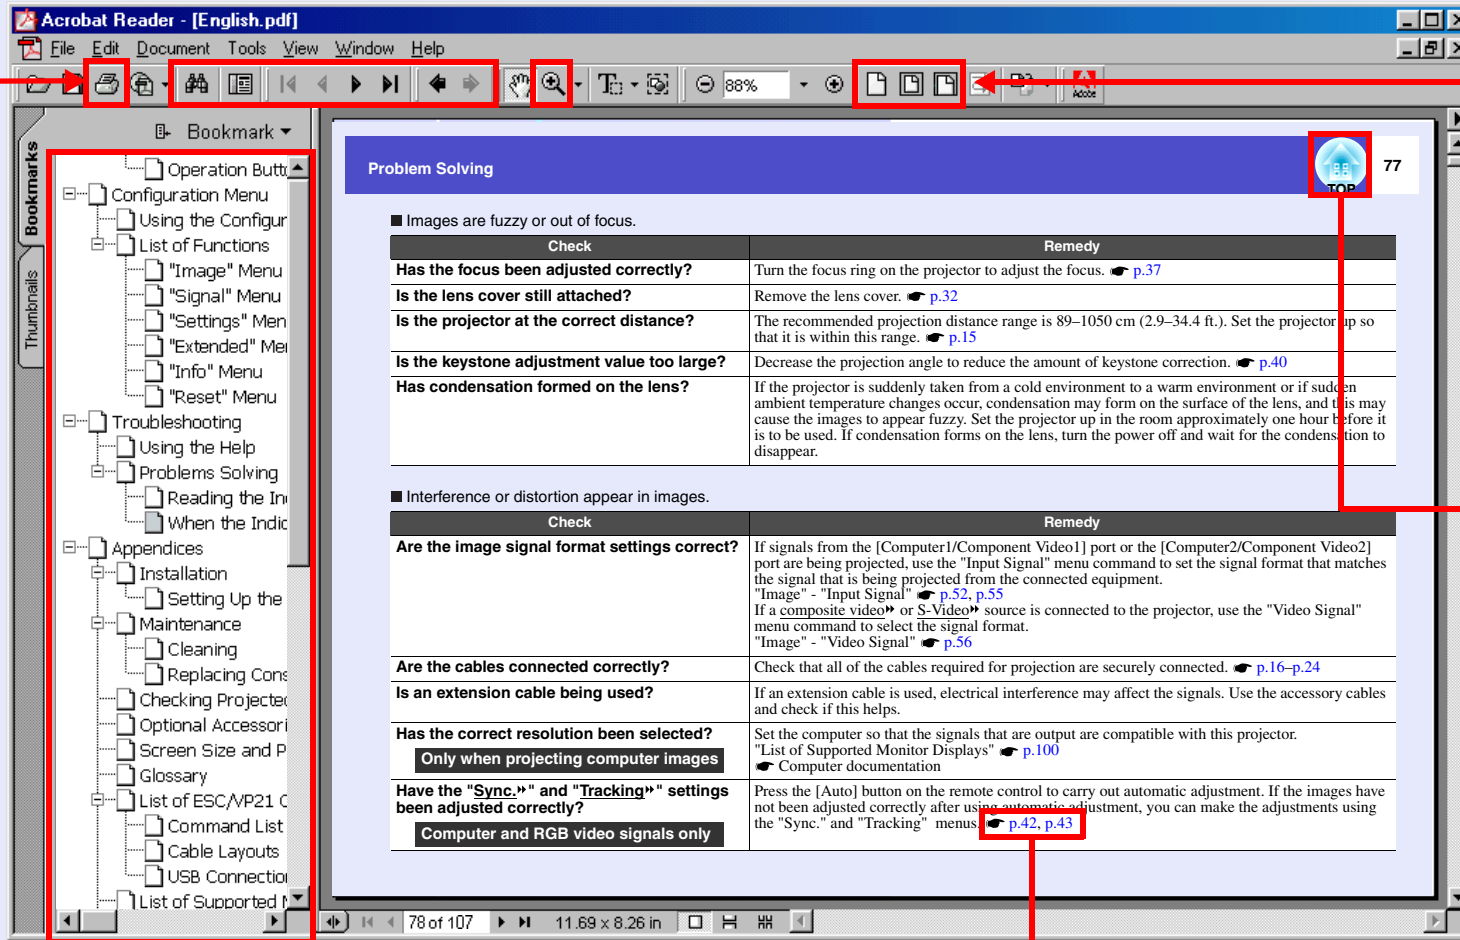 Acrobat Reader - [English.pdf]
File Edit Document Tools View Window Help
88%
Adobe
Bookmarks
Thumbnails
Bookmark
Operation Butt
Configuration Menu
Using the Configur
List of Functions
"Image" Menu
"Signal" Menu
"Settings" Men
"Extended" Me
"Info" Menu
"Reset" Menu
Troubleshooting
Using the Help
Problems Solving
Reading the In
When the Indic
Appendices
Installation
Setting Up the
Maintenance
Cleaning
Replacing Cons
Checking Projected
Optional Accessori
Screen Size and P
Glossary
List of ESC/VP21 C
Command List
Cable Layouts
USB Connection
List of Supported M
Problem Solving
TOP
77
■ Images are fuzzy or out of focus.
Check Remedy
Has the focus been adjusted correctly? Turn the focus ring on the projector to adjust the focus. ☛ p.37
Is the lens cover still attached? Remove the lens cover. ☛ p.32
Is the projector at the correct distance? The recommended projection distance range is 89–1050 cm (2.9–34.4 ft.). Set the projector up so
that it is within this range. ☛ p.15
Is the keystone adjustment value too large? Decrease the projection angle to reduce the amount of keystone correction. ☛ p.40
Has condensation formed on the lens? If the projector is suddenly taken from a cold environment to a warm environment or if sudden
ambient temperature changes occur, condensation may form on the surface of the lens, and this may
cause the images to appear fuzzy. Set the projector up in the room approximately one hour before it
is to be used. If condensation forms on the lens, turn the power off and wait for the condensation to
disappear.
■ Interference or distortion appear in images.
Check Remedy
Are the image signal format settings correct? If signals from the [Computer1/Component Video1] port or the [Computer2/Component Video2]
port are being projected, use the "Input Signal" menu command to set the signal format that matches
the signal that is being projected from the connected equipment.
"Image" - "Input Signal" ☛ p.52, p.55
If a composite video or S-Video source is connected to the projector, use the "Video Signal"
menu command to select the signal format.
"Image" - "Video Signal" ☛ p.56
Are the cables connected correctly? Check that all of the cables required for projection are securely connected. ☛ p.16–p.24
Is an extension cable being used? If an extension cable is used, electrical interference may affect the signals. Use the accessory cables
and check if this helps.
Has the correct resolution been selected? Set the computer so that the signals that are output are compatible with this projector.
Only when projecting computer images "List of Supported Monitor Displays" ☛ p.100
☛ Computer documentation
Have the "Sync." and "Tracking" settings Press the [Auto] button on the remote control to carry out automatic adjustment. If the images have
been adjusted correctly? not been adjusted correctly after using automatic adjustment, you can make the adjustments using
Computer and RGB video signals only the "Sync." and "Tracking" menus. ☛ p.42, p.43
78 of 107 11.69 x 8.26 in